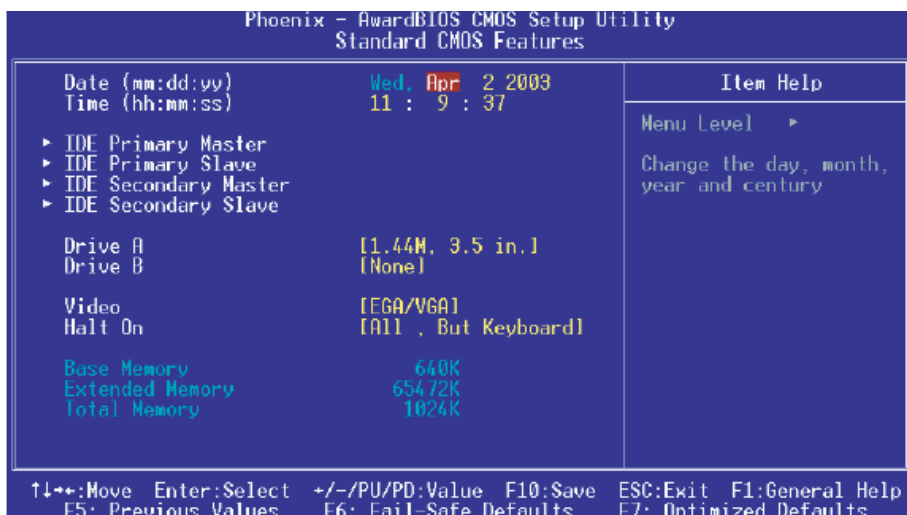 Phoenix - AwardBIOS CMOS Setup Utility
Standard CMOS Features
Date (mm:dd:yy) Wed, Apr 2 2003
Time (hh:mm:ss) 11 : 9 : 37
► IDE Primary Master
► IDE Primary Slave
► IDE Secondary Master
► IDE Secondary Slave
Drive A [1.44M, 3.5 in.]
Drive B [None]
Video [EGA/VGA]
Halt On [All , But Keyboard]
Base Memory 640K
Extended Memory 65472K
Total Memory 1024K
Item Help
Menu Level ►
Change the day, month,
year and century
↑↓→←:Move Enter:Select +/-/PU/PD:Value F10:Save ESC:Exit F1:General Help
F5: Previous Values F6: Fail-Safe Defaults F7: Optimized Defaults